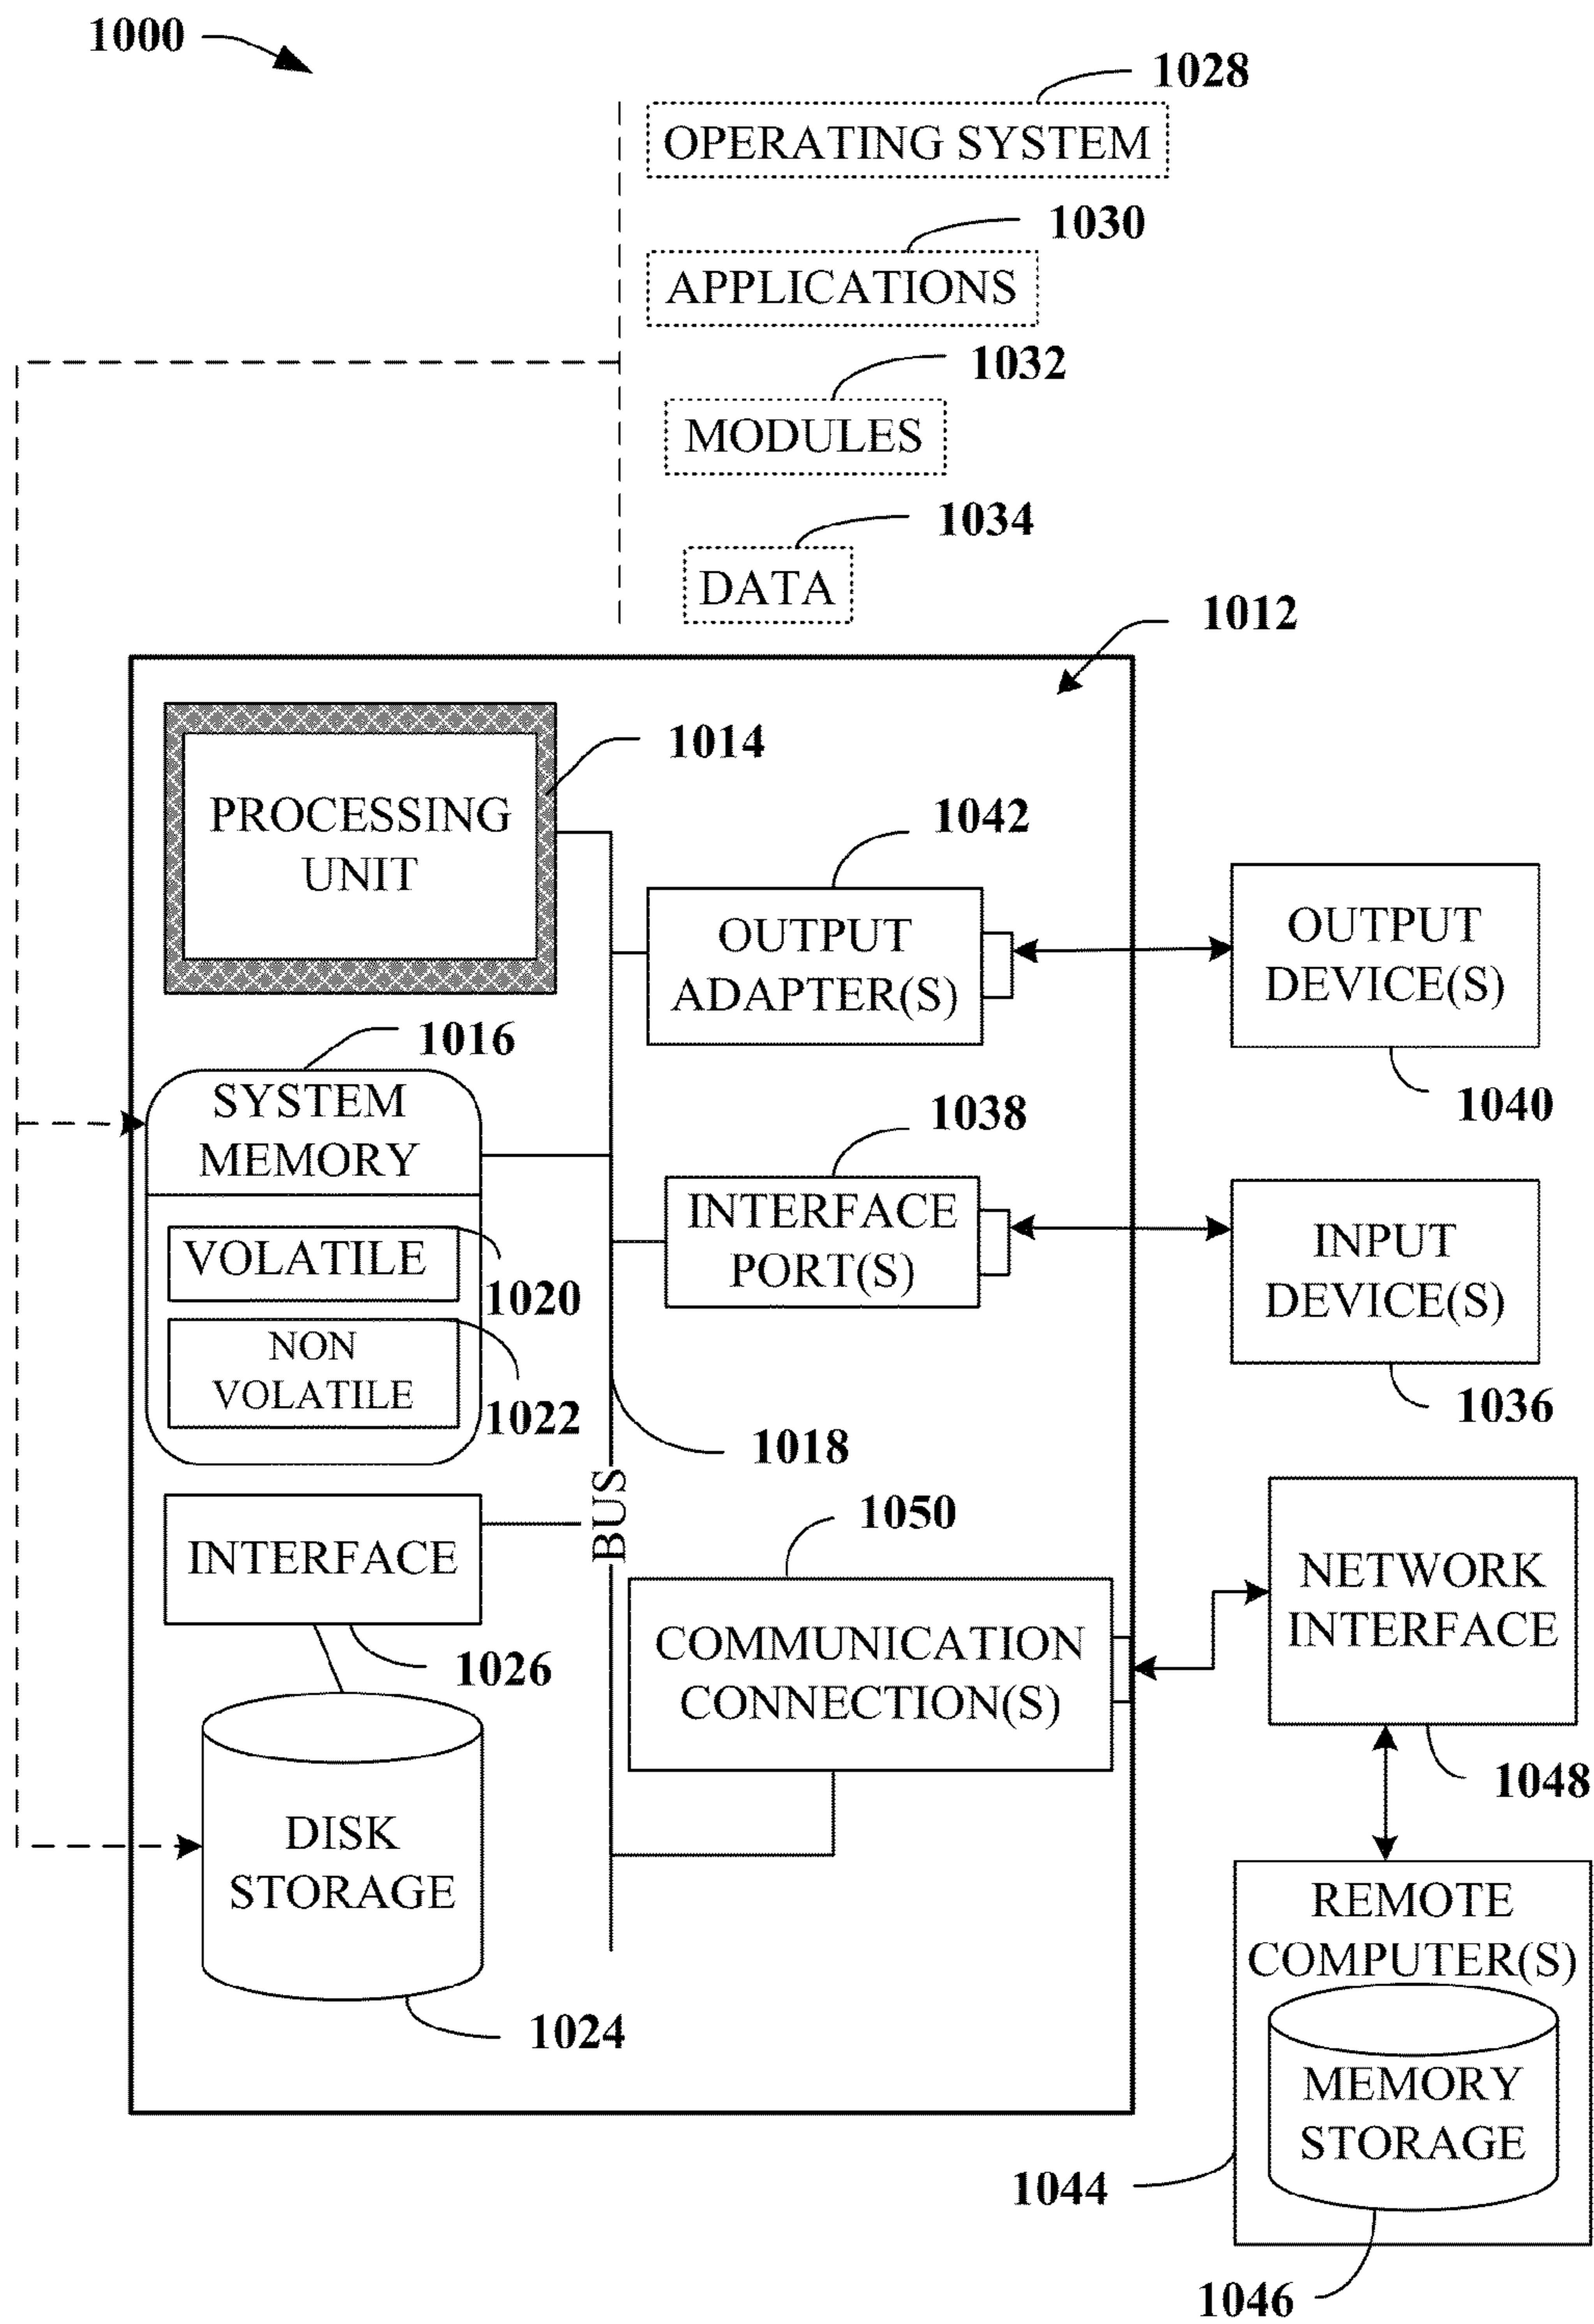 1000
1028
OPERATING SYSTEM
1030
APPLICATIONS
1032
MODULES
1034
DATA
1012
PROCESSING
UNIT
1014
1042
OUTPUT
ADAPTER(S)
OUTPUT
DEVICE(S)
1040
1016
SYSTEM
MEMORY
VOLATILE
1020
NON
VOLATILE
1022
1038
INTERFACE
PORT(S)
INPUT
DEVICE(S)
1036
1018
BUS
INTERFACE
1026
1050
COMMUNICATION
CONNECTION(S)
NETWORK
INTERFACE
1048
DISK
STORAGE
1024
REMOTE
COMPUTER(S)
MEMORY
STORAGE
1044
1046